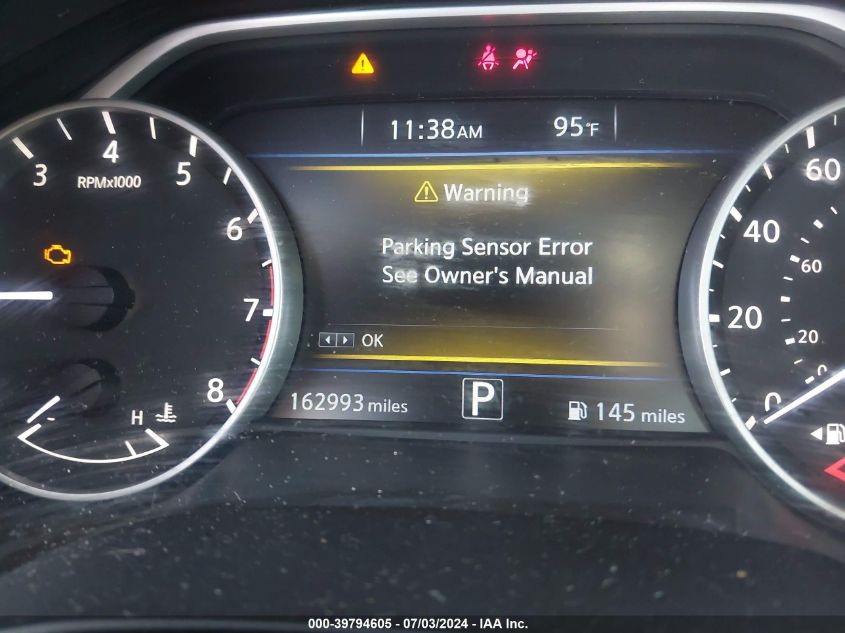 11:38AM 95°F
Warning
Parking Sensor Error
See Owner's Manual
OK
162993 miles P 145 miles
3 4 5 6 7 8
RPMx1000
H
60 40 20 0
60 20 0
000-39794605 - 07/03/2024 - IAA Inc.